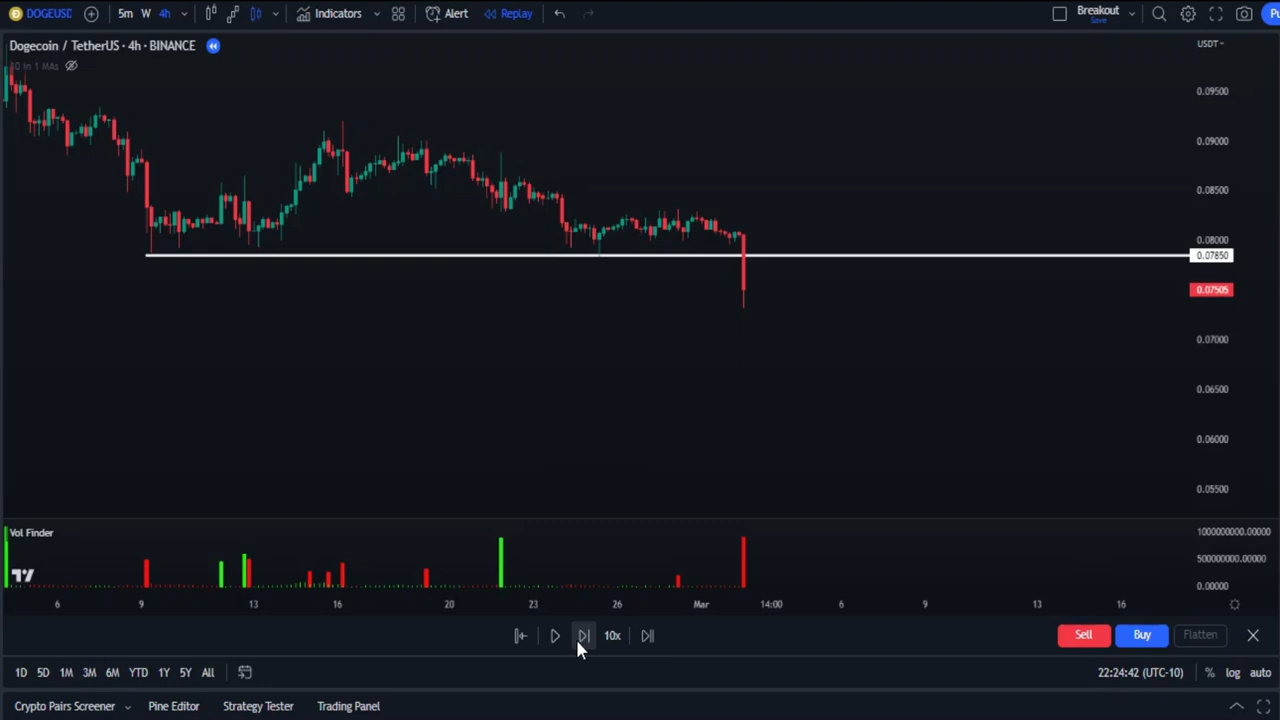 DOGEUSD 5m W 4h Indicators Alert Replay Breakout
Save
Dogecoin / TetherUS · 4h · BINANCE USDT
10 in 1 MAs
0.09500
0.09000
0.08500
0.08000
0.07850
0.07505
0.07000
0.06500
0.06000
0.05500
Vol Finder
1000000000.00000
500000000.00000
0.00000
6 9 13 16 20 23 26 Mar 14:00 6 9 13 16
10x Sell Buy Flatten
1D 5D 1M 3M 6M YTD 1Y 5Y All 22:24:42 (UTC-10) % log auto
Crypto Pairs Screener Pine Editor Strategy Tester Trading Panel